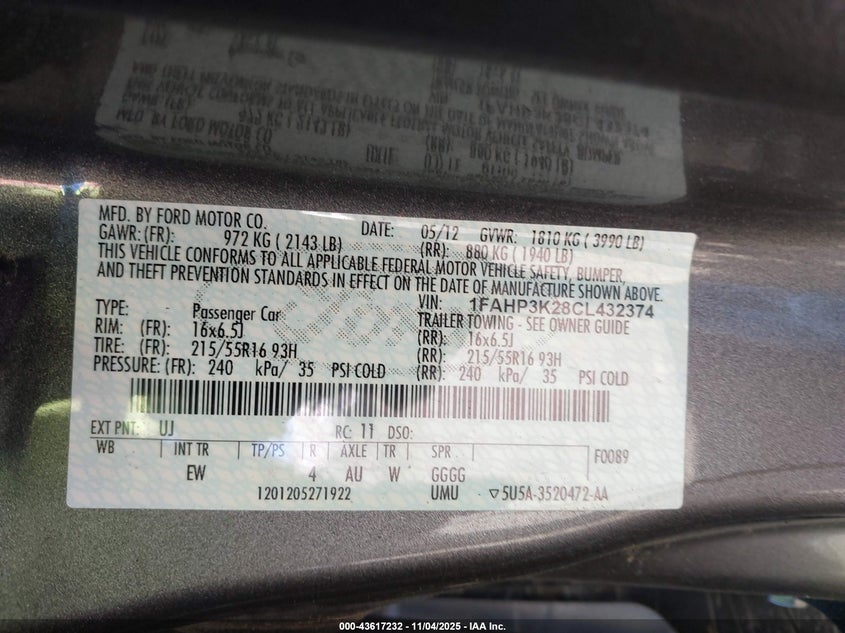 MFD. BY FORD MOTOR CO. DATE: 05/12 GVWR: 1810 KG ( 3990 LB)
GAWR: (FR): 972 KG ( 2143 LB) (RR): 880 KG ( 1940 LB)
THIS VEHICLE CONFORMS TO ALL APPLICABLE FEDERAL MOTOR VEHICLE SAFETY, BUMPER,
AND THEFT PREVENTION STANDARDS IN EFFECT ON THE DATE OF MANUFACTURE SHOWN ABOVE.
VIN: 1FAHP3K28CL432374
TYPE: Passenger Car TRAILER TOWING - SEE OWNER GUIDE
RIM: (FR): 16x6.5J (RR): 16x6.5J
TIRE: (FR): 215/55R16 93H (RR): 215/55R16 93H
PRESSURE: (FR): 240 kPa/ 35 PSI COLD (RR): 240 kPa/ 35 PSI COLD
EXT PNT: UJ RC: 11 DSO:
WB INT TR TP/PS R AXLE TR SPR F0089
EW 4 AU W GGGG
1201205271922 UMU ▽5U5A-3520472-AA
000-43617232 - 11/04/2025 - IAA Inc.